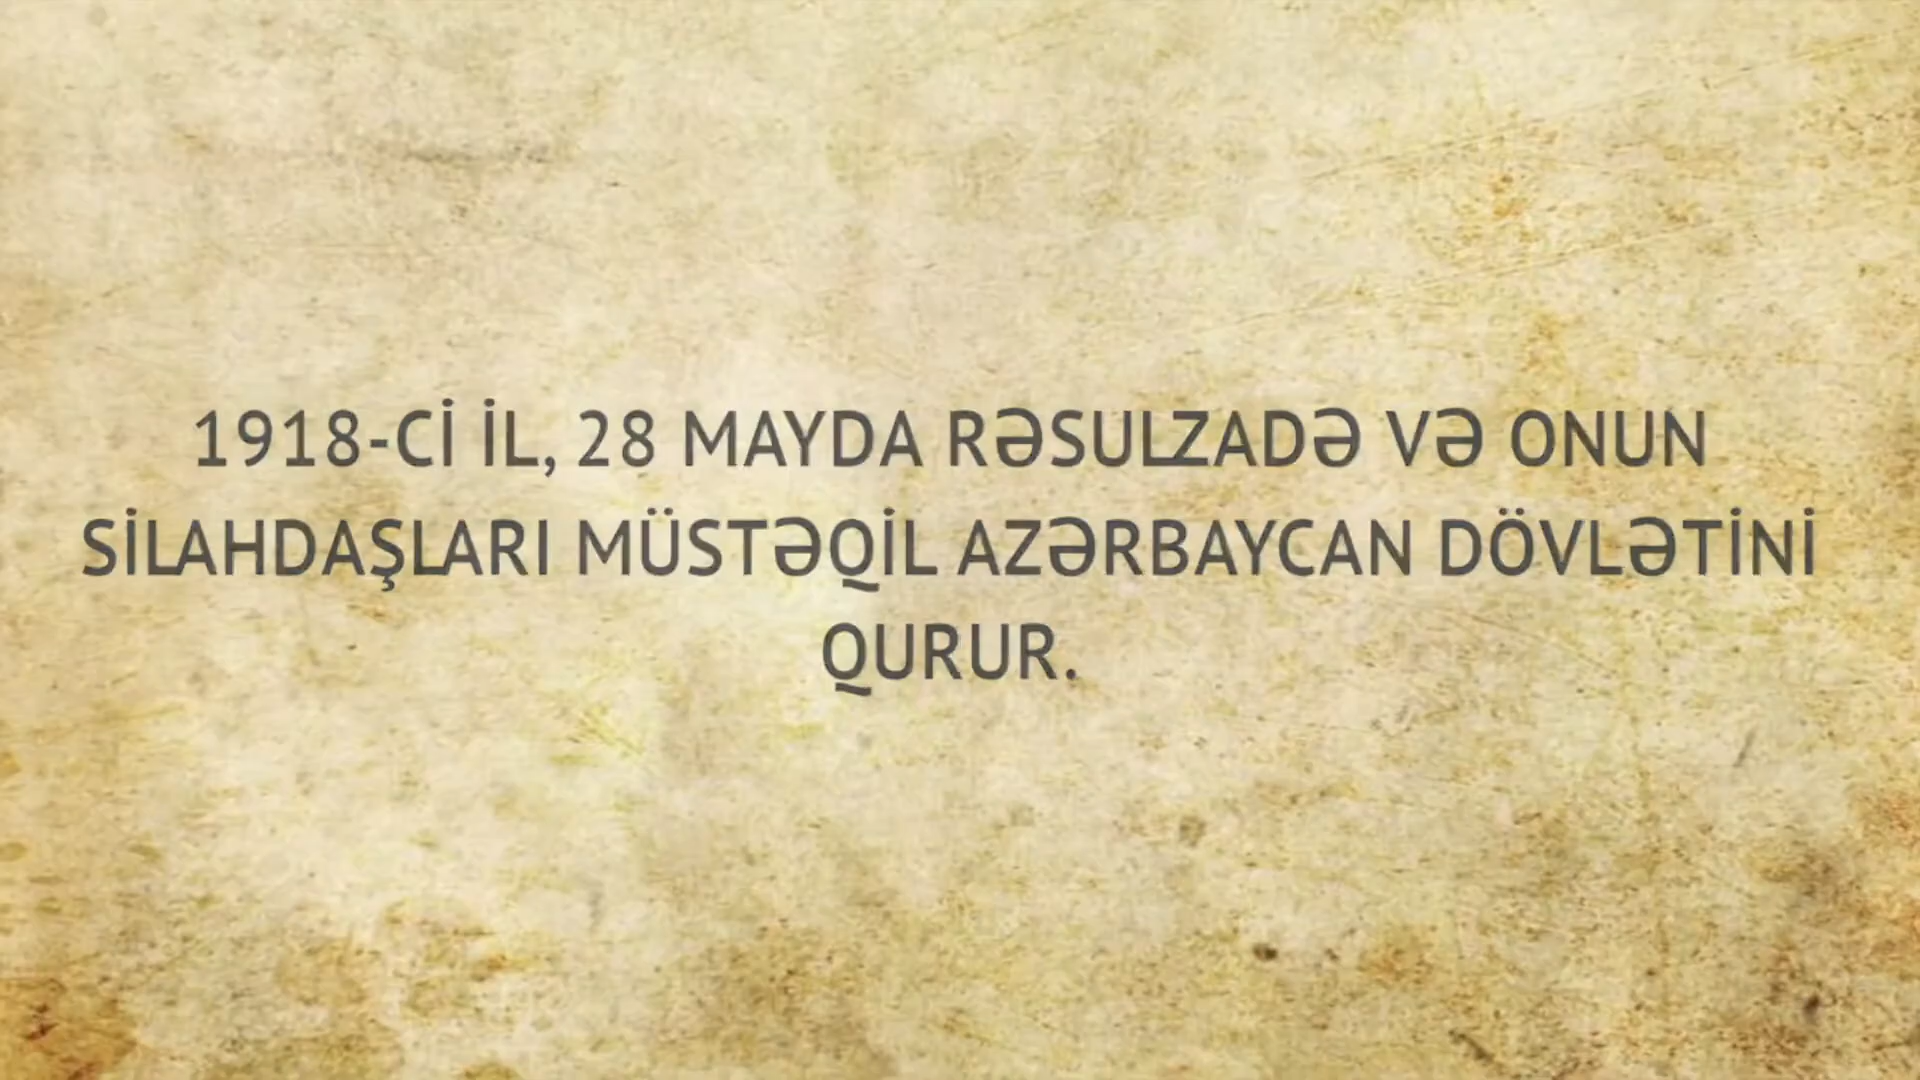 1918-Cİ İL, 28 MAYDA RƏSULZADƏ VƏ ONUN
SİLAHDAŞLARI MÜSTƏQİL AZƏRBAYCAN DÖVLƏTİNİ
QURUR.